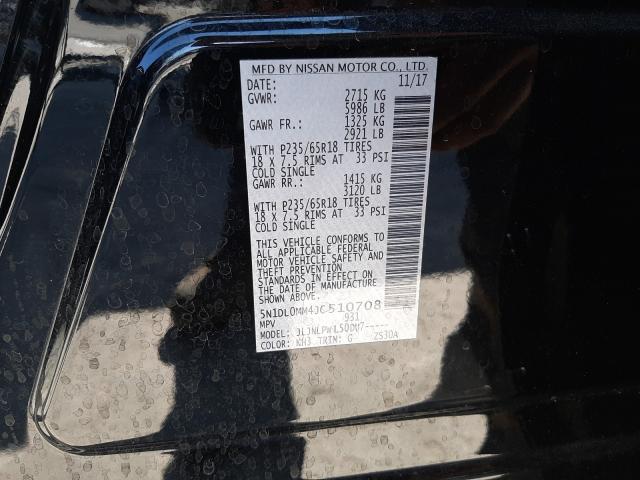 MFD BY NISSAN MOTOR CO., LTD.
DATE: 11/17
GVWR: 2715 KG
5986 LB
GAWR FR.: 1325 KG
2921 LB
WITH P235/65R18 TIRES
18 X 7.5 RIMS AT 33 PSI
COLD SINGLE
GAWR RR.: 1415 KG
3120 LB
WITH P235/65R18 TIRES
18 X 7.5 RIMS AT 33 PSI
COLD SINGLE
THIS VEHICLE CONFORMS TO
ALL APPLICABLE FEDERAL
MOTOR VEHICLE SAFETY AND
THEFT PREVENTION
STANDARDS IN EFFECT ON
THE DATE OF MANUFACTURE
SHOWN ABOVE.
5N1DL0MM4JC510708
MPV 931
MODEL:
COLOR: KH3 TRIM: G ZS30A